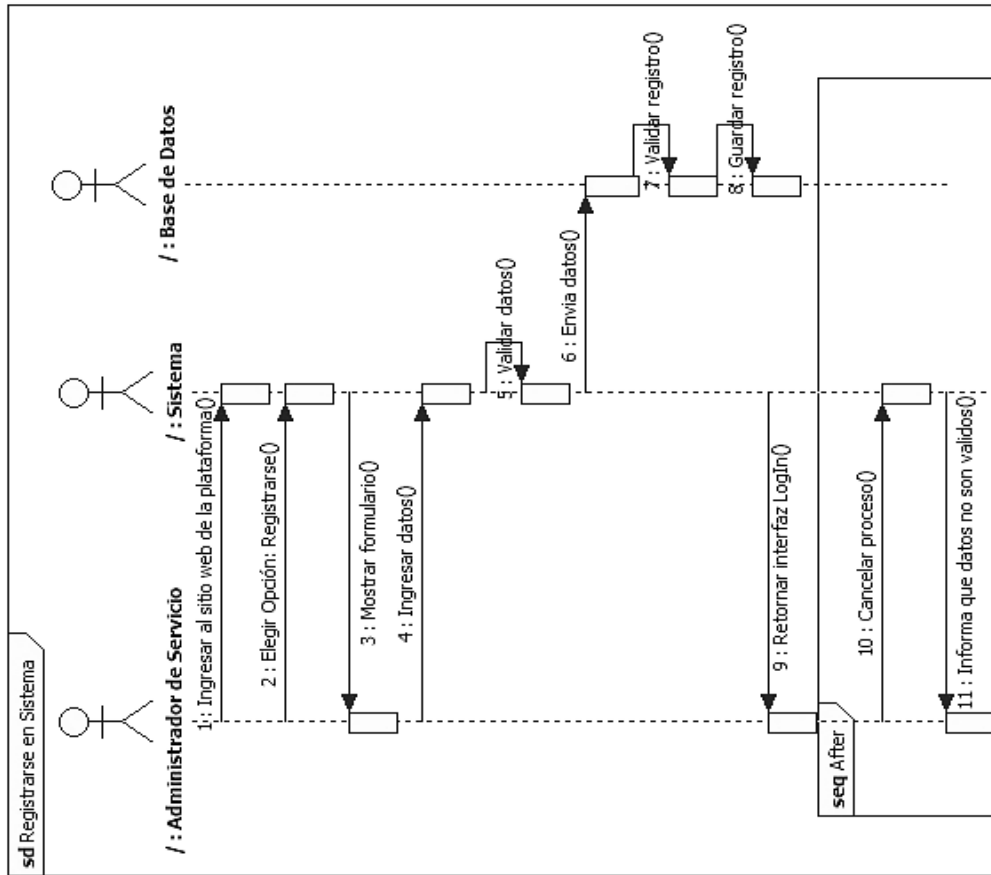 sd Registrarse en Sistema
/ : Administrador de Servicio
/ : Sistema
/ : Base de Datos
1 : Ingresar al sitio web de la plataforma()
2 : Elegir Opción: Registrarse()
3 : Mostrar formulario()
4 : Ingresar datos()
5 : Validar datos()
6 : Envia datos()
7 : Validar registro()
8 : Guardar registro()
9 : Retornar interfaz LogIn()
seq After
10 : Cancelar proceso()
11 : Informa que datos no son validos()